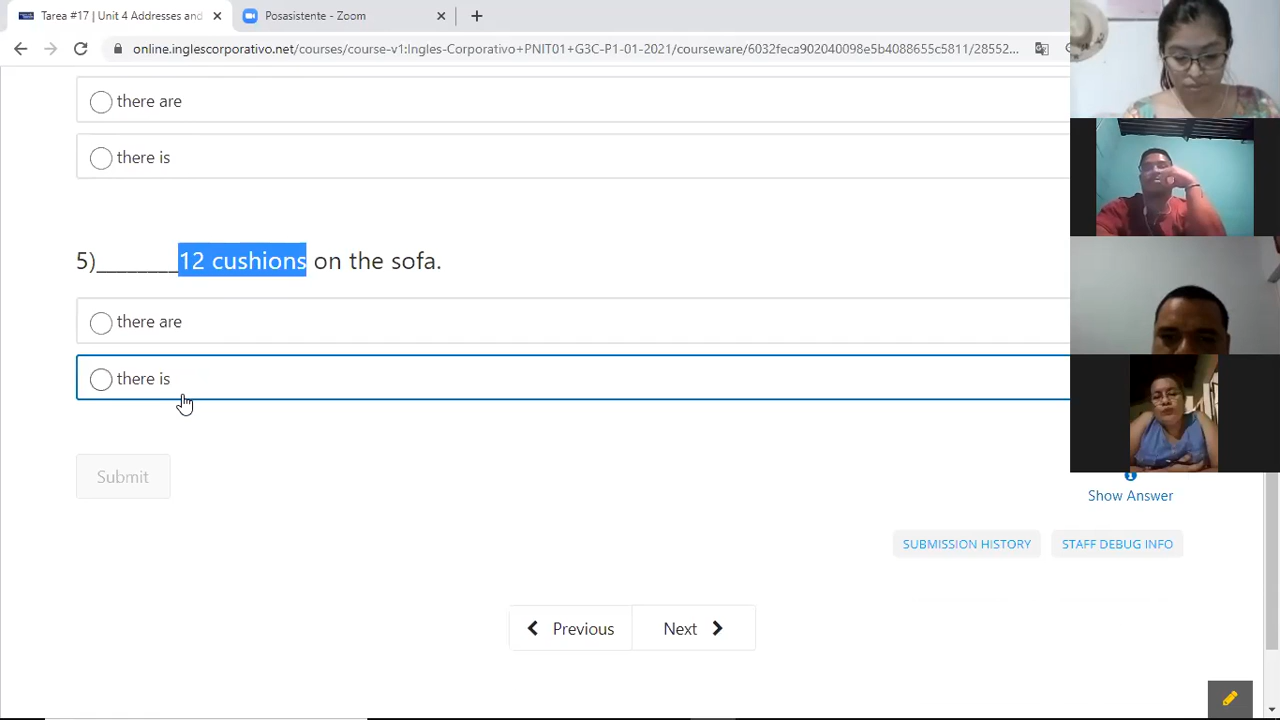 Tarea #17 | Unit 4 Addresses and
Posasistente - Zoom
online.inglescorporativo.net/courses/course-v1:Ingles-Corporativo+PNIT01+G3C-P1-01-2021/courseware/6032feca902040098e5b4088655c5811/28552...
there are
there is
5)________12 cushions on the sofa.
there are
there is
Submit
Show Answer
SUBMISSION HISTORY
STAFF DEBUG INFO
Previous
Next